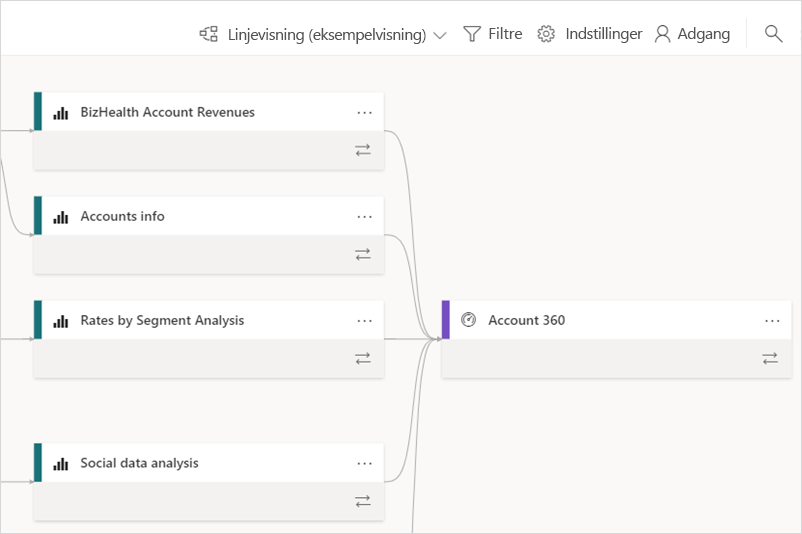 Linjevisning (eksempelvisning) Filtre Indstillinger Adgang
BizHealth Account Revenues
Accounts info
Rates by Segment Analysis
Account 360
Social data analysis